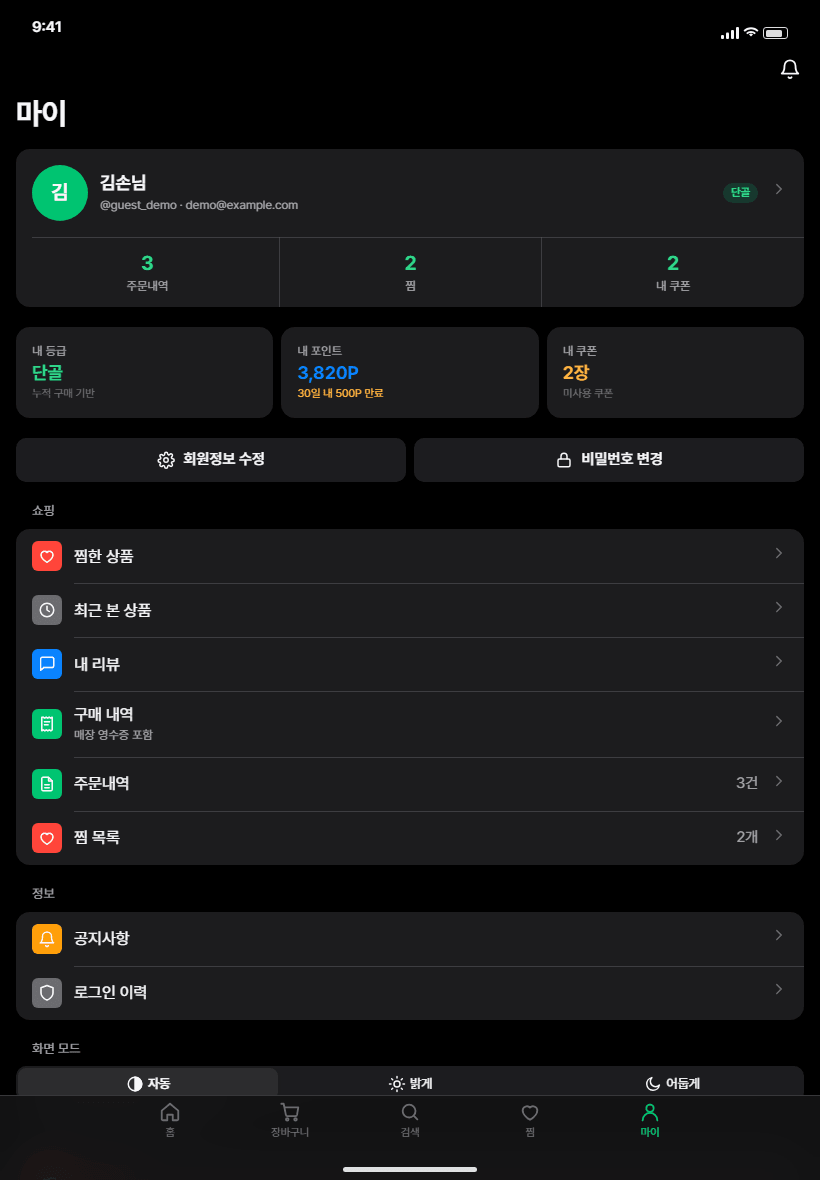 9:41
마이
김
김손님
@guest_demo · demo@example.com
단골
3
주문내역
2
찜
2
내 쿠폰
내 등급
단골
누적 구매 기반
내 포인트
3,820P
30일 내 500P 만료
내 쿠폰
2장
미사용 쿠폰
회원정보 수정
비밀번호 변경
쇼핑
찜한 상품
최근 본 상품
내 리뷰
구매 내역
매장 영수증 포함
주문내역
3건
찜 목록
2개
정보
공지사항
로그인 이력
화면 모드
자동
밝게
어둡게
홈
장바구니
검색
찜
마이